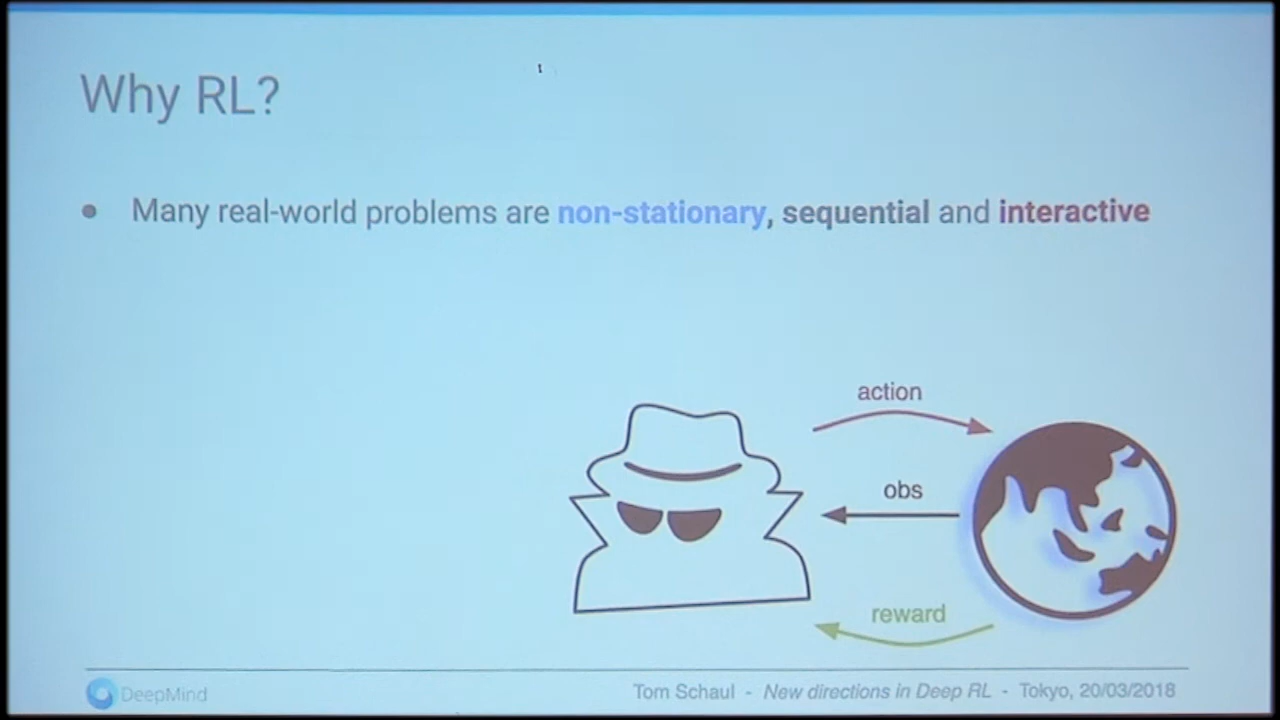 Why RL?
• Many real-world problems are non-stationary, sequential and interactive
action
obs
reward
DeepMind
Tom Schaul - New directions in Deep RL - Tokyo, 20/03/2018